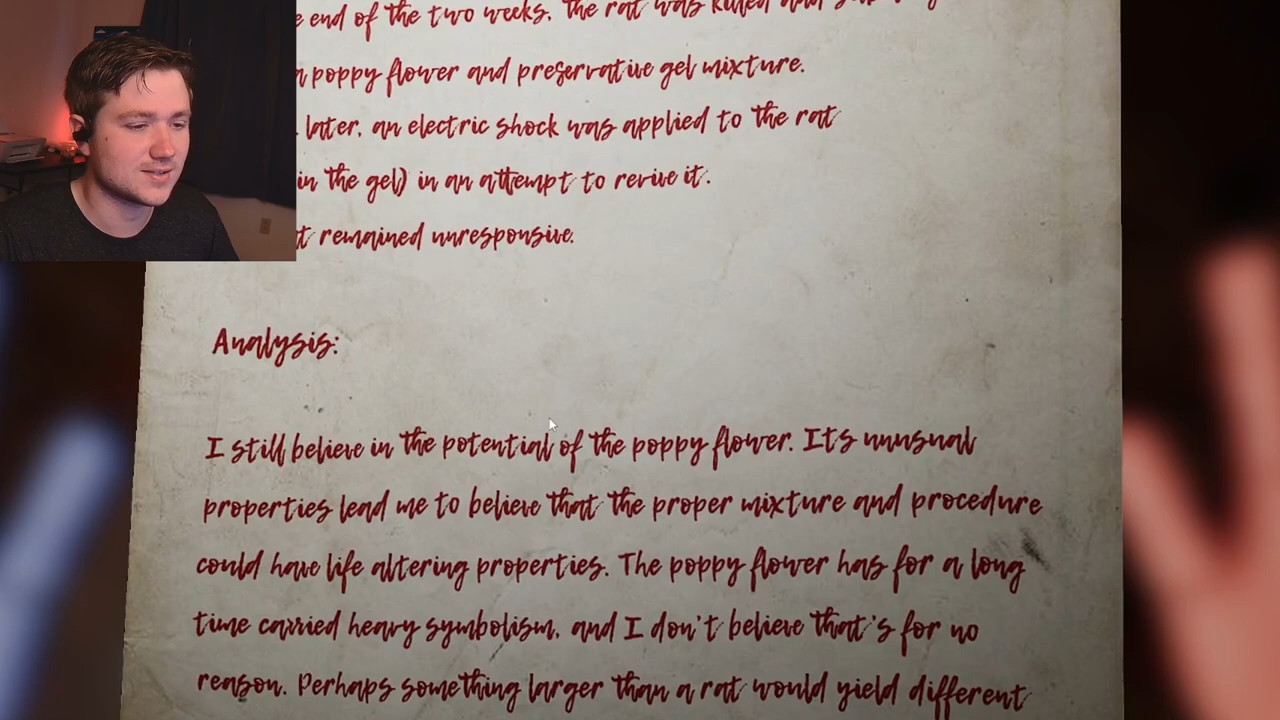 end of the two weeks, the rat was killed and
a poppy flower and preservative gel mixture.
later, an electric shock was applied to the rat
in the gel) in an attempt to revive it.
remained unresponsive.
Analysis:
I still believe in the potential of the poppy flower. Its unusual
properties lead me to believe that the proper mixture and procedure
could have life altering properties. The poppy flower has for a long
time carried heavy symbolism, and I don't believe that's for no
reason. Perhaps something larger than a rat would yield different